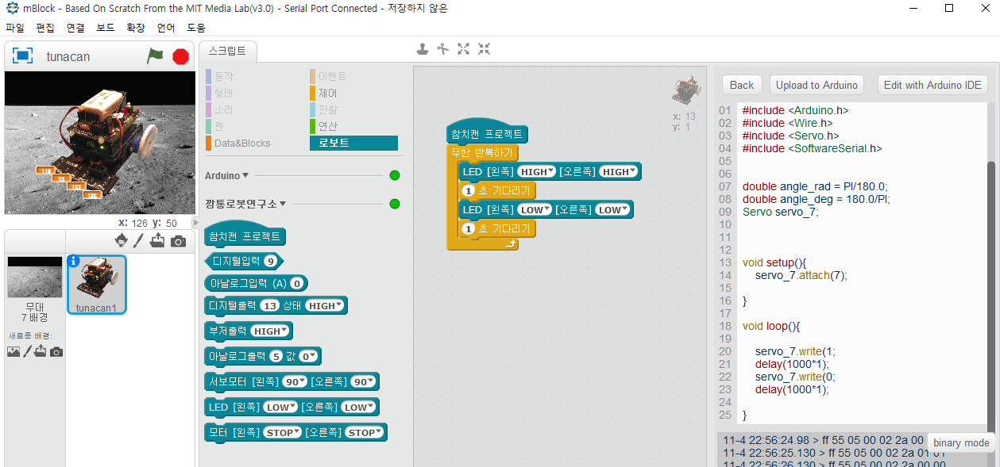 mBlock - Based On Scratch From the MIT Media Lab(v3.0) - Serial Port Connected - 저장하지 않은
파일 편집 연결 보드 확장 언어 도움
tunacan
119
33
153
186
x: 126 y: 50
무대
7 배경
새로운 배경:
tunacan1
스크립트
동작 이벤트
형태 제어
소리 관찰
펜 연산
Data&Blocks 로보트
Arduino
깡통로봇연구소
참치캔 프로젝트
디지털입력 9
아날로그입력 (A) 0
디지털출력 13 상태 HIGH
부저출력 HIGH
아날로그출력 5 값 0
서보모터 [왼쪽] 90 [오른쪽] 90
LED [왼쪽] LOW [오른쪽] LOW
모터 [왼쪽] STOP [오른쪽] STOP
x: 13
y: 1
참치캔 프로젝트
무한 반복하기
LED [왼쪽] HIGH [오른쪽] HIGH
1 초 기다리기
LED [왼쪽] LOW [오른쪽] LOW
1 초 기다리기
Back Upload to Arduino Edit with Arduino IDE
01 #include <Arduino.h>
02 #include <Wire.h>
03 #include <Servo.h>
04 #include <SoftwareSerial.h>
05
06
07 double angle_rad = PI/180.0;
08 double angle_deg = 180.0/PI;
09 Servo servo_7;
10
11
12
13 void setup(){
14 servo_7.attach(7);
15
16 }
17
18 void loop(){
19
20 servo_7.write(1;
21 delay(1000*1);
22 servo_7.write(0;
23 delay(1000*1);
24
25 }
11-4 22:56:24.98 > ff 55 05 00 02 2a 00
binary mode
11-4 22:56:25.130 > ff 55 05 00 02 2a 01 01
11-4 22:56:26.130 > ff 55 05 00 02 2a 00 00